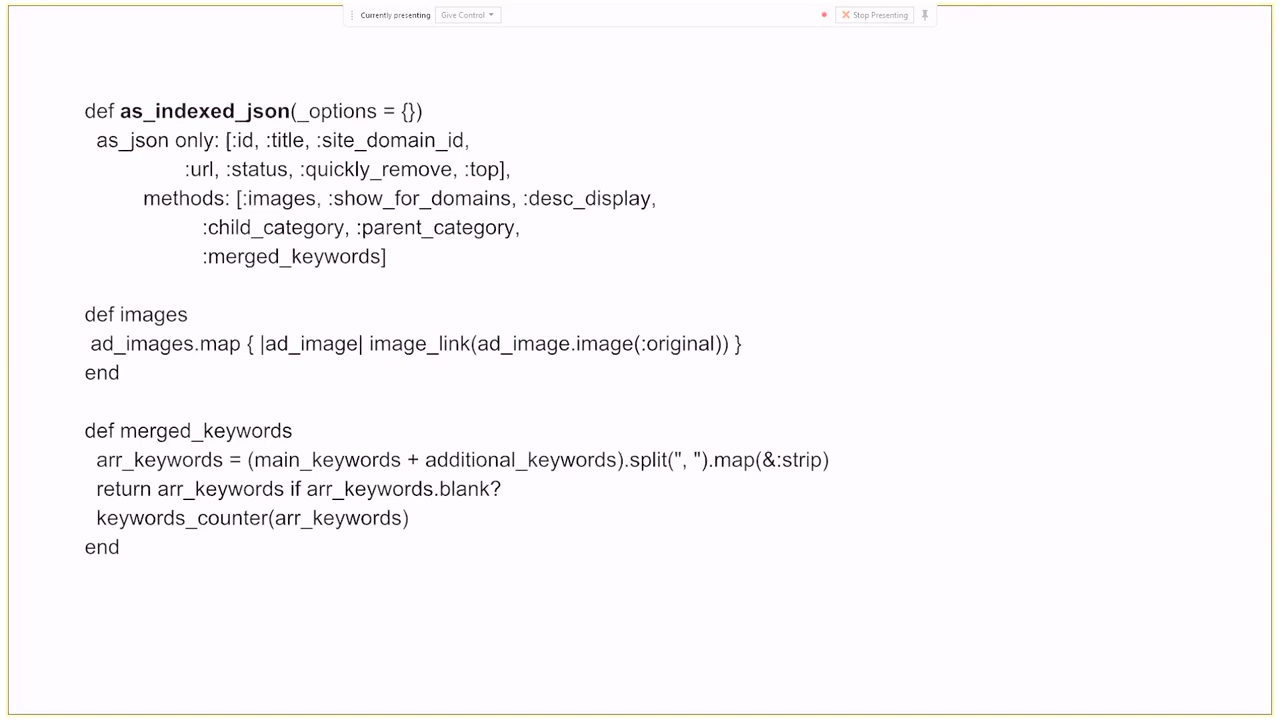 Currently presenting Give Control Stop Presenting
def as_indexed_json(_options = {})
as_json only: [:id, :title, :site_domain_id,
:url, :status, :quickly_remove, :top],
methods: [:images, :show_for_domains, :desc_display,
:child_category, :parent_category,
:merged_keywords]
def images
ad_images.map { |ad_image| image_link(ad_image.image(:original)) }
end
def merged_keywords
arr_keywords = (main_keywords + additional_keywords).split(", ").map(&:strip)
return arr_keywords if arr_keywords.blank?
keywords_counter(arr_keywords)
end